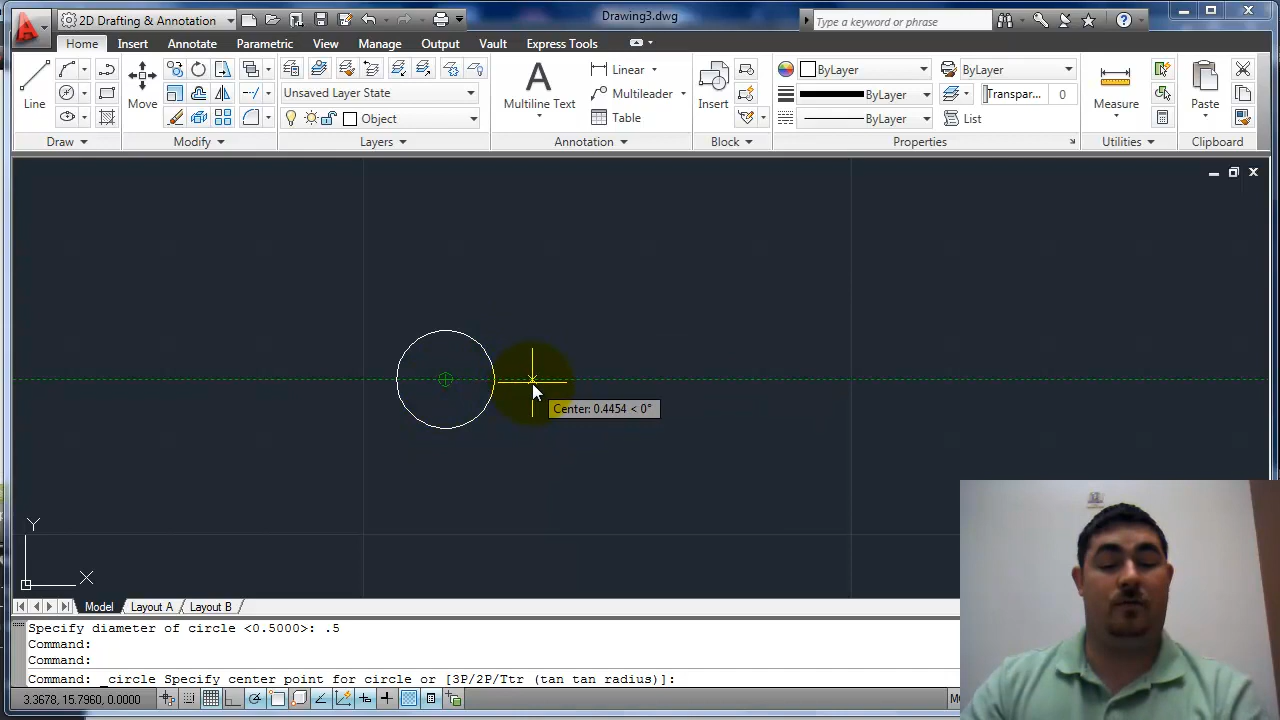 2D Drafting & Annotation
Drawing3.dwg
Type a keyword or phrase
Home Insert Annotate Parametric View Manage Output Vault Express Tools
Line
Move
Unsaved Layer State
Object
Multiline Text
Linear
Multileader
Table
Insert
ByLayer
ByLayer
ByLayer
ByLayer
Transpar... 0
List
Measure
Paste
Draw Modify Layers Annotation Block Properties Utilities Clipboard
Center: 0.4454 < 0°
Y
X
Model Layout A Layout B
Specify diameter of circle <0.5000>: .5
Command:
Command:
Command: _circle Specify center point for circle or [3P/2P/Ttr (tan tan radius)]:
3.3678, 15.7960, 0.0000